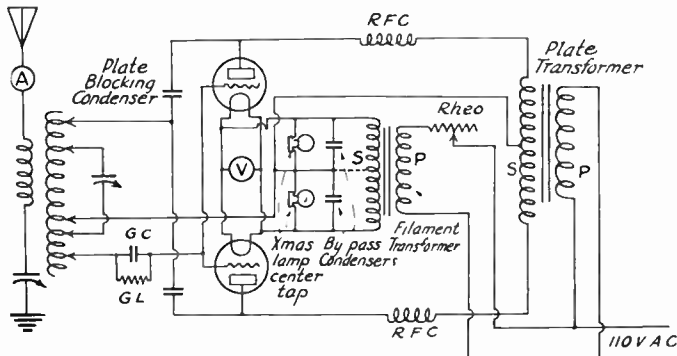 RFC
Plate
Blocking
Condenser
Plate
Transformer
A
Rheo
V
S
P
S
P
GC
GL
Xmas By pass
lamp Condensers
center
tap
Filament
Transformer
RFC
110V AC